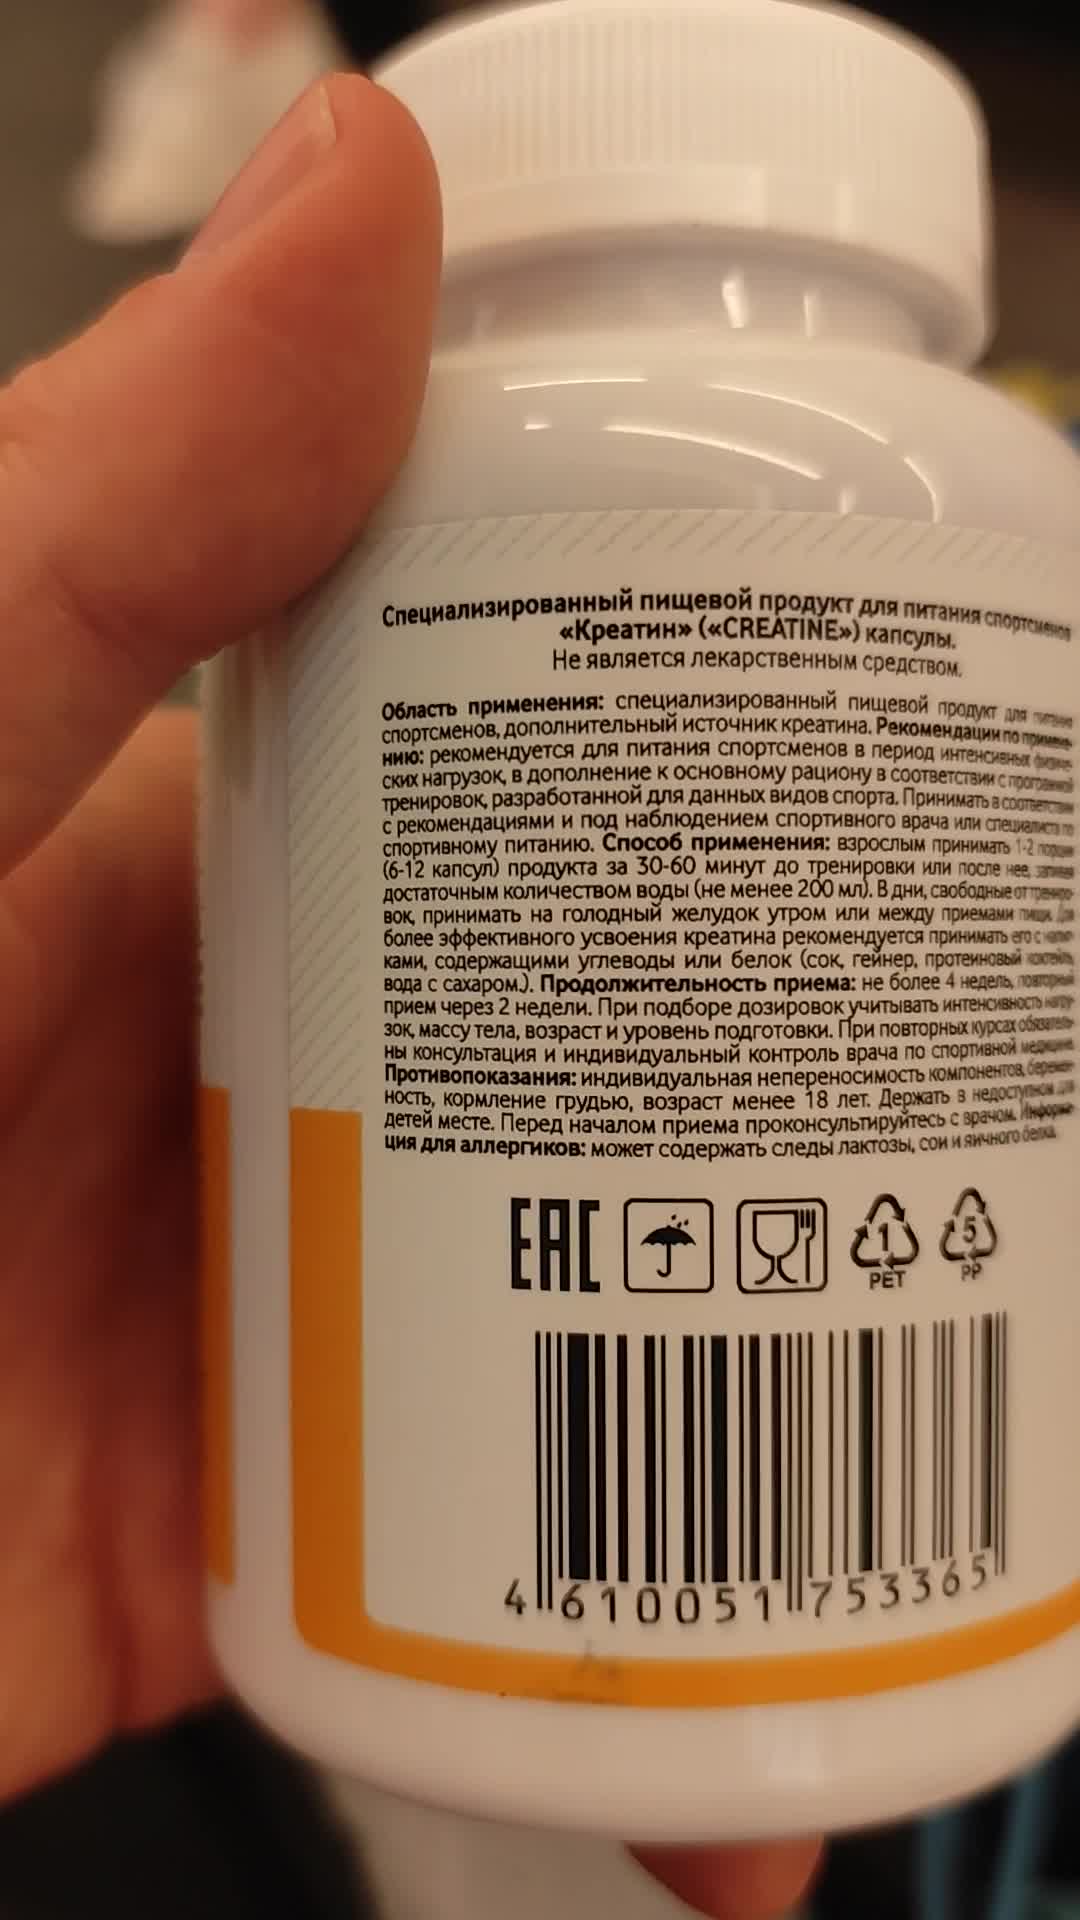 Специализированный пищевой продукт для питания спортсменов
«Креатин» («CREATINE») капсулы.
Не является лекарственным средством.
Область применения: специализированный пищевой продукт для питания
спортсменов, дополнительный источник креатина. Рекомендации по примене-
нию: рекомендуется для питания спортсменов в период интенсивных физиче-
ских нагрузок, в дополнение к основному рациону в соответствии с программой
тренировок, разработанной для данных видов спорта. Принимать в соответствии
с рекомендациями и под наблюдением спортивного врача или специалиста по
спортивному питанию. Способ применения: взрослым принимать 1-2 порции
(6-12 капсул) продукта за 30-60 минут до тренировки или после нее, запивая
достаточным количеством воды (не менее 200 мл). В дни, свободные от трениро-
вок, принимать на голодный желудок утром или между приемами пищи. Для
более эффективного усвоения креатина рекомендуется принимать его с напит-
ками, содержащими углеводы или белок (сок, гейнер, протеиновый коктейль,
вода с сахаром.). Продолжительность приема: не более 4 недель, повторный
прием через 2 недели. При подборе дозировок учитывать интенсивность нагру-
зок, массу тела, возраст и уровень подготовки. При повторных курсах обязатель-
ны консультация и индивидуальный контроль врача по спортивной медицине.
Противопоказания: индивидуальная непереносимость компонентов, беремен-
ность, кормление грудью, возраст менее 18 лет. Держать в недоступном для
детей месте. Перед началом приема проконсультируйтесь с врачом. Информа-
ция для аллергиков: может содержать следы лактозы, сои и яичного белка.
EAC
1
PET
5
PP
4 610051 753365